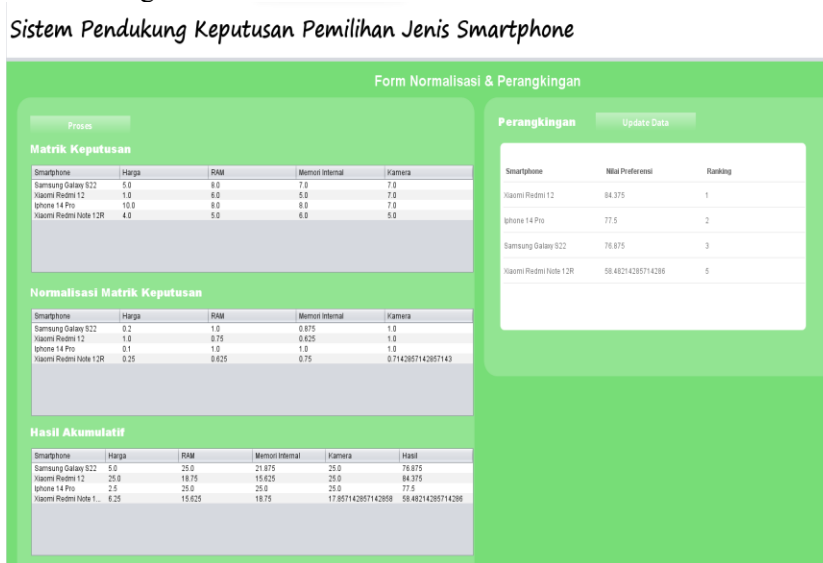 Sistem Pendukung Keputusan Pemilihan Jenis Smartphone
Form Normalisasi & Perangkingan
Proses
Matrik Keputusan
Smartphone Harga RAM Memori Internal Kamera
Samsung Galaxy S22 5.0 8.0 7.0 7.0
Xiaomi Redmi 12 1.0 6.0 5.0 7.0
Iphone 14 Pro 10.0 8.0 8.0 7.0
Xiaomi Redmi Note 12R 4.0 5.0 6.0 5.0
Normalisasi Matrik Keputusan
Smartphone Harga RAM Memori Internal Kamera
Samsung Galaxy S22 0.2 1.0 0.875 1.0
Xiaomi Redmi 12 1.0 0.75 0.625 1.0
Iphone 14 Pro 0.1 1.0 1.0 1.0
Xiaomi Redmi Note 12R 0.25 0.625 0.75 0.7142857142857143
Hasil Akumulatif
Smartphone Harga RAM Memori Internal Kamera Hasil
Samsung Galaxy S22 5.0 25.0 21.875 25.0 76.875
Xiaomi Redmi 12 25.0 18.75 15.625 25.0 84.375
Iphone 14 Pro 2.5 25.0 25.0 25.0 77.5
Xiaomi Redmi Note 1... 6.25 15.625 18.75 17.857142857142858 58.48214285714286
Perangkingan Update Data
Smartphone Nilai Preferensi Ranking
Xiaomi Redmi 12 84.375 1
Iphone 14 Pro 77.5 2
Samsung Galaxy S22 76.875 3
Xiaomi Redmi Note 12R 58.48214285714286 5